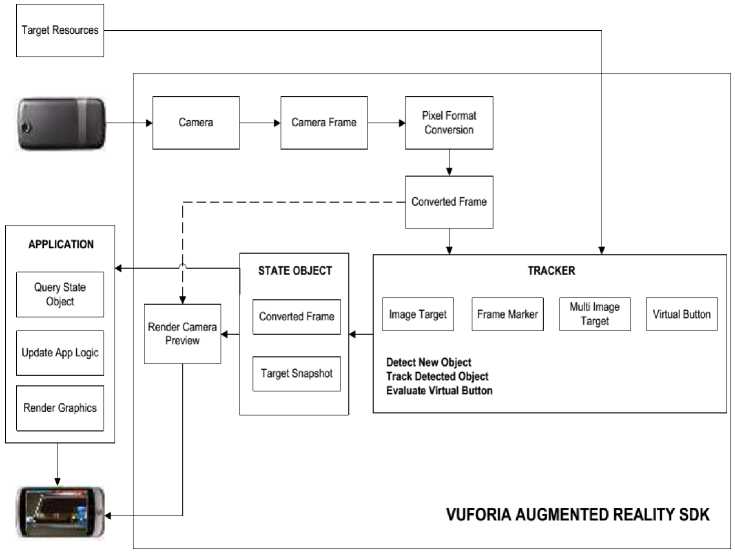 Target Resources
Camera
Camera Frame
Pixel Format
Conversion
Converted Frame
APPLICATION
Query State
Object
Update App Logic
Render Graphics
STATE OBJECT
Converted Frame
Target Snapshot
Render Camera
Preview
TRACKER
Image Target
Frame Marker
Multi Image
Target
Virtual Button
Detect New Object
Track Detected Object
Evaluate Virtual Button
VUFORIA AUGMENTED REALITY SDK